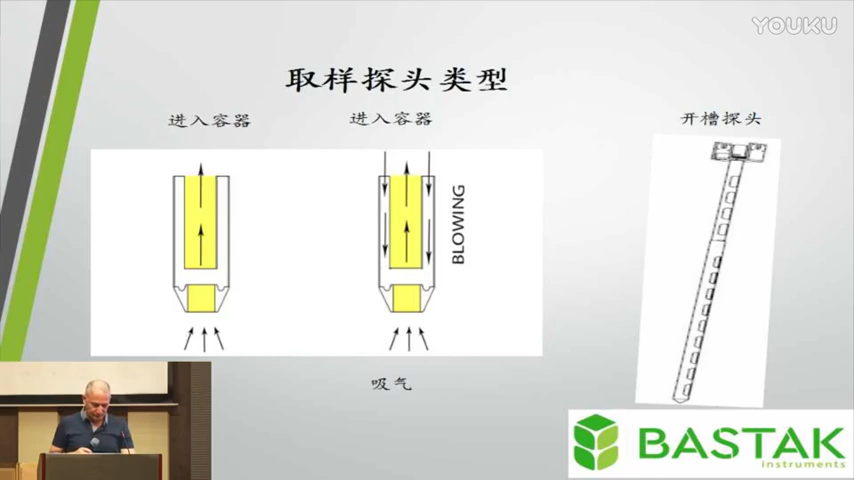 YOUKU
取样探头类型
进入容器
进入容器
开槽探头
BLOWING
吸气
BASTAK
instruments